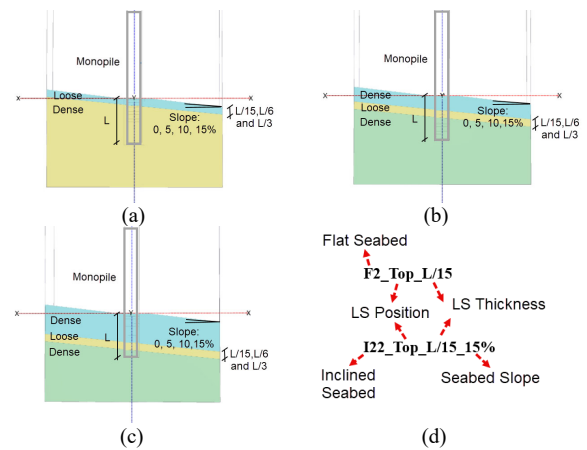 Monopile
Loose
Dense
L
Slope:
0, 5, 10, 15%
L/15,L/6
and L/3
X
Y
X
(a)
Monopile
Dense
Loose
Dense
L
Slope:
0, 5, 10,15%
L/15,L/6
and L/3
X
Y
X
(b)
Monopile
Dense
Loose
Dense
L
Slope:
0, 5, 10,15%
L/15,L/6
and L/3
X
Y
X
(c)
Flat Seabed
F2_Top_L/15
LS Position
LS Thickness
I22_Top_L/15_15%
Inclined
Seabed
Seabed Slope
(d)